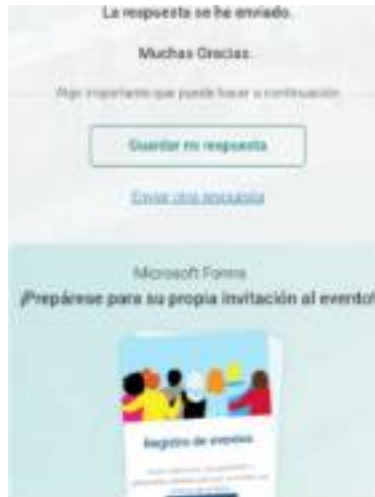 La respuesta se ha enviado.
Muchas Gracias.
Algo importante que puede hacer a continuación
Guardar mi respuesta
Enviar otra respuesta
Microsoft Forms
¡Prepárese para su propia invitación al evento!
Registro de eventos